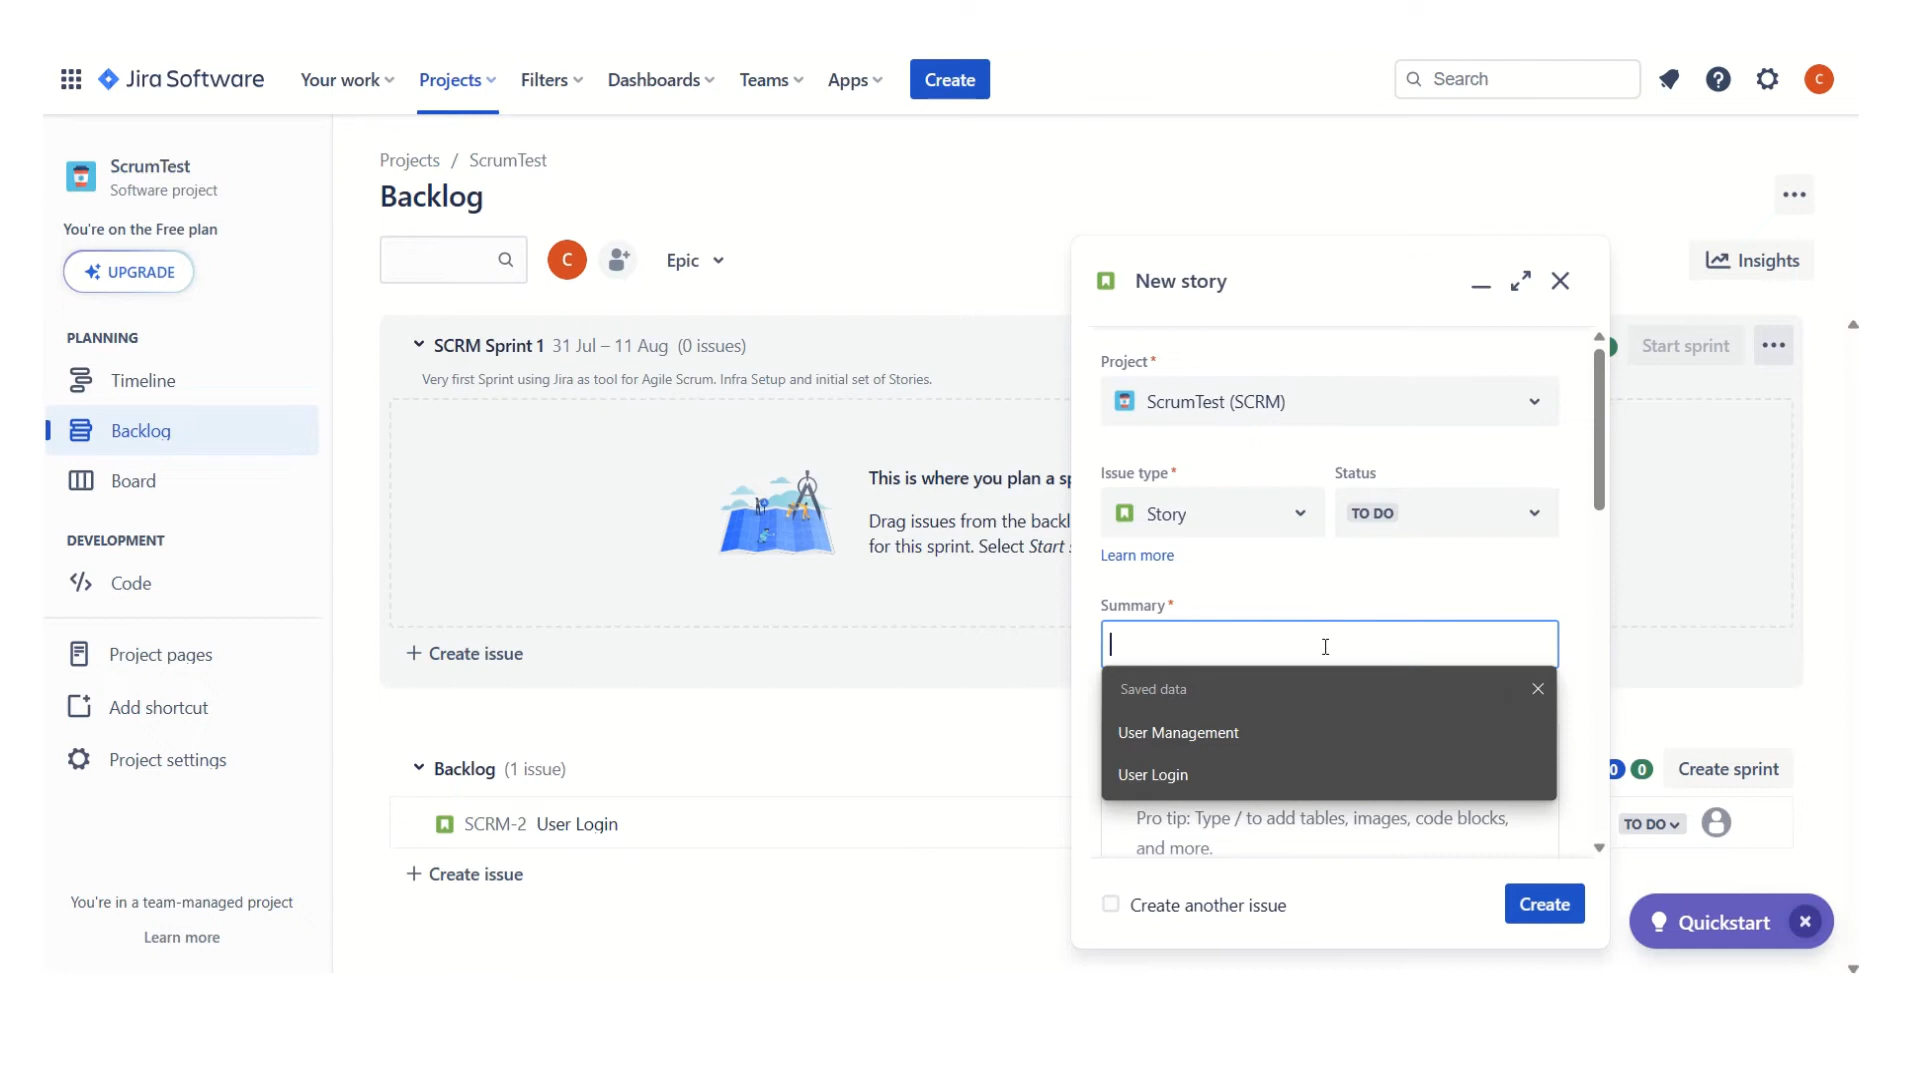 Jira Software
Your work
Projects
Filters
Dashboards
Teams
Apps
Create
Search
C
ScrumTest
Software project
You're on the Free plan
UPGRADE
PLANNING
Timeline
Backlog
Board
DEVELOPMENT
Code
Project pages
Add shortcut
Project settings
You're in a team-managed project
Learn more
Projects / ScrumTest
Backlog
C
Epic
Insights
SCRM Sprint 1 31 Jul – 11 Aug (0 issues)
Very first Sprint using Jira as tool for Agile Scrum. Infra Setup and initial set of Stories.
Start sprint
This is where you plan a sp
Drag issues from the backl
for this sprint. Select Start s
+ Create issue
Backlog (1 issue)
0 0 Create sprint
SCRM-2 User Login
TO DO
+ Create issue
New story
Project*
ScrumTest (SCRM)
Issue type*
Status
Story
TO DO
Learn more
Summary*
Saved data
User Management
User Login
Pro tip: Type / to add tables, images, code blocks,
and more.
Create another issue
Create
Quickstart